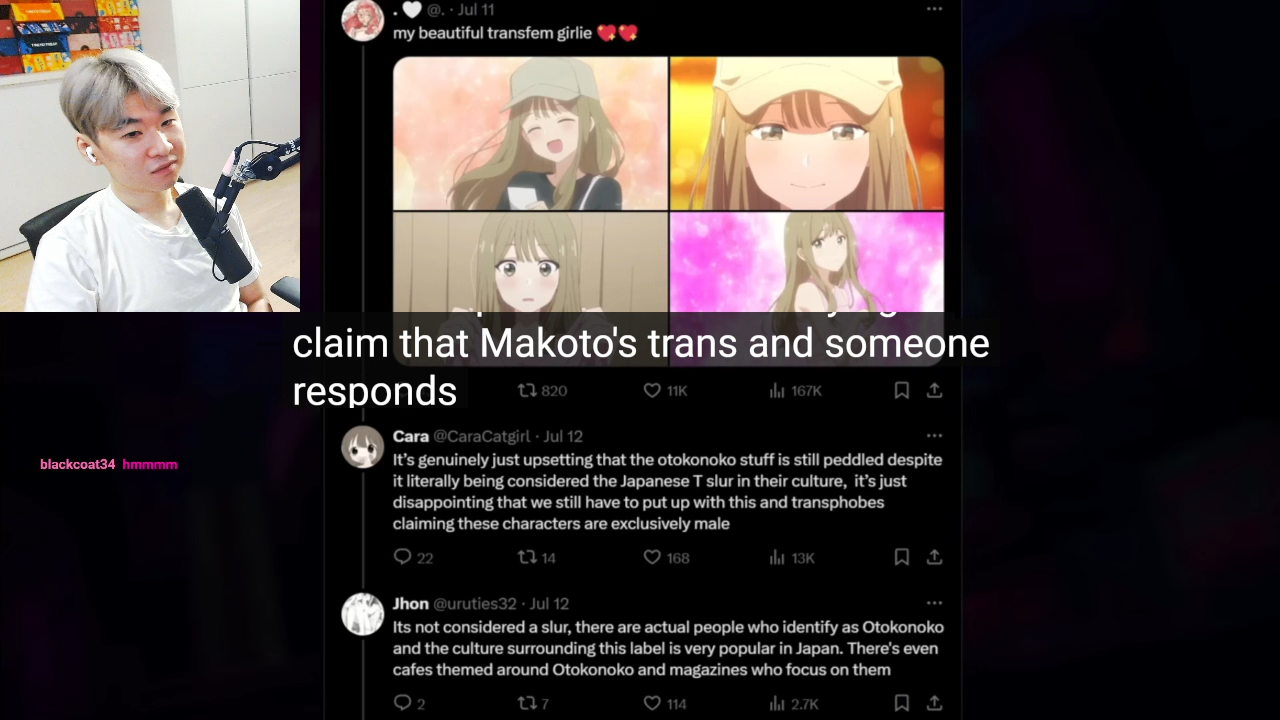 . 🤍 @. · Jul 11
my beautiful transfem girlie 💖💖
claim that Makoto's trans and someone
responds
820 11K 167K
Cara @CaraCatgirl · Jul 12
It's genuinely just upsetting that the otokonoko stuff is still peddled despite
it literally being considered the Japanese T slur in their culture, it's just
disappointing that we still have to put up with this and transphobes
claiming these characters are exclusively male
22 14 168 13K
blackcoat34 hmmmm
Jhon @uruties32 · Jul 12
Its not considered a slur, there are actual people who identify as Otokonoko
and the culture surrounding this label is very popular in Japan. There's even
cafes themed around Otokonoko and magazines who focus on them
2 7 114 2.7K